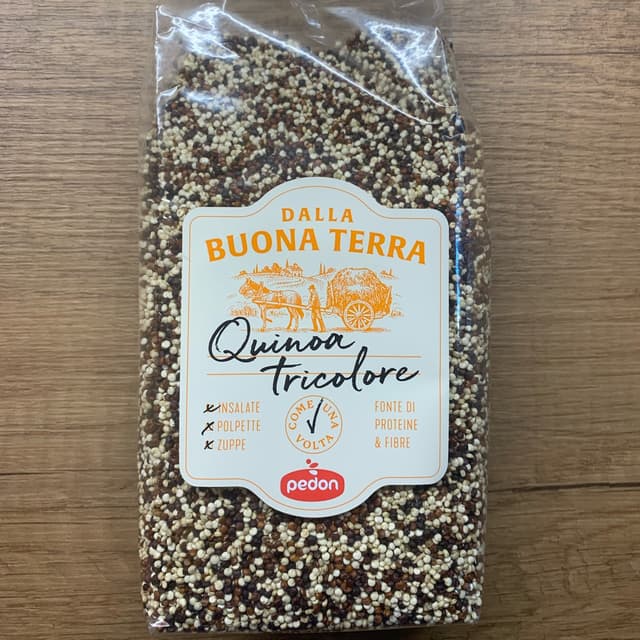 DALLA
BUONA TERRA
Quinoa
tricolore
INSALATE
POLPETTE
ZUPPE
COME UNA
VOLTA
FONTE DI
PROTEINE
& FIBRE
pedon